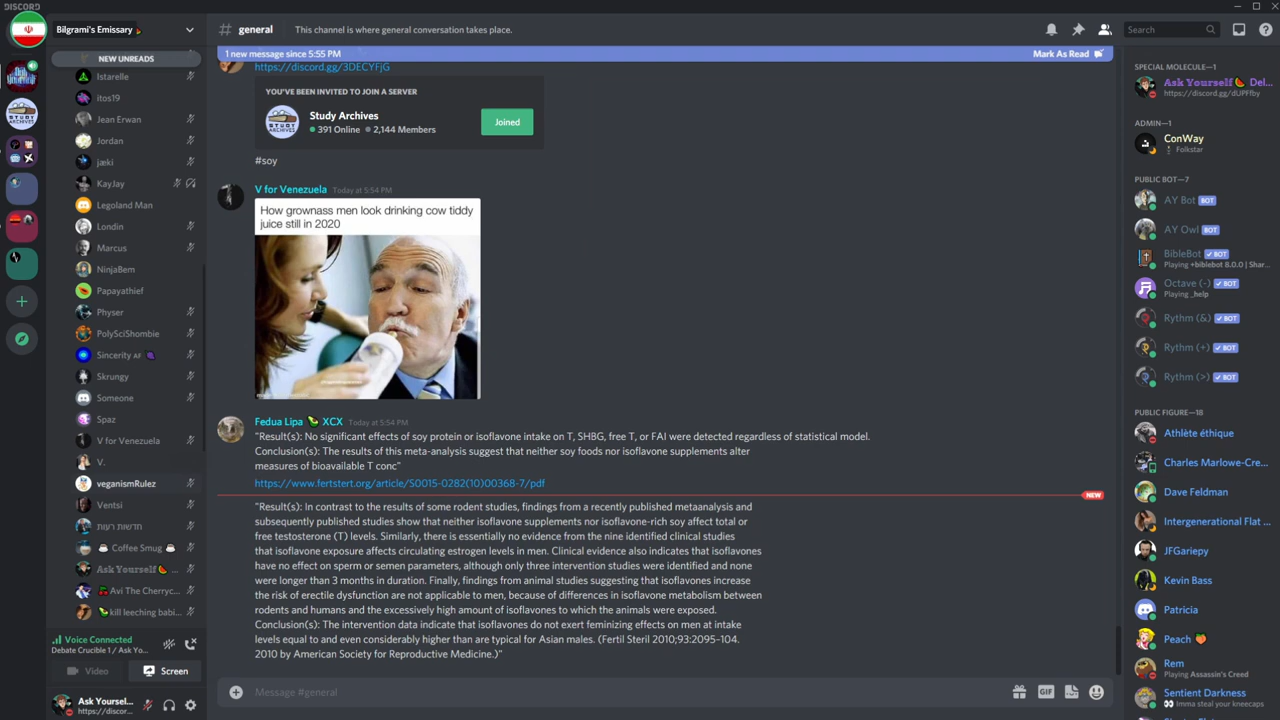 DISCORD
Bilgrami's Emissary
NEW UNREADS
Istarelle
itos19
Jean Erwan
Jordan
jæki
KayJay
Legoland Man
Londin
Marcus
NinjaBem
Papayathief
Physer
PolySciShombie
Sincerity AF
Skrungy
Someone
Spaz
V for Venezuela
V.
veganismRulez
Ventsi
חדשות רעות
Coffee Smug
Ask Yourself ...
Avi The Cherryc...
kill leeching babi...
Voice Connected
Debate Crucible 1 / Ask Yo...
Video
Screen
Ask Yoursel...
https://discor...
# general
This channel is where general conversation takes place.
Search
1 new message since 5:55 PM
Mark As Read
https://discord.gg/3DECYFjG
YOU'VE BEEN INVITED TO JOIN A SERVER
STUDY ARCHIVES
Study Archives
391 Online 2,144 Members
Joined
#soy
V for Venezuela Today at 5:54 PM
How grownass men look drinking cow tiddy
juice still in 2020
Fedua Lipa XCX Today at 5:54 PM
"Result(s): No significant effects of soy protein or isoflavone intake on T, SHBG, free T, or FAI were detected regardless of statistical model.
Conclusion(s): The results of this meta-analysis suggest that neither soy foods nor isoflavone supplements alter
measures of bioavailable T conc"
https://www.fertstert.org/article/S0015-0282(10)00368-7/pdf
NEW
"Result(s): In contrast to the results of some rodent studies, findings from a recently published metaanalysis and
subsequently published studies show that neither isoflavone supplements nor isoflavone-rich soy affect total or
free testosterone (T) levels. Similarly, there is essentially no evidence from the nine identified clinical studies
that isoflavone exposure affects circulating estrogen levels in men. Clinical evidence also indicates that isoflavones
have no effect on sperm or semen parameters, although only three intervention studies were identified and none
were longer than 3 months in duration. Finally, findings from animal studies suggesting that isoflavones increase
the risk of erectile dysfunction are not applicable to men, because of differences in isoflavone metabolism between
rodents and humans and the excessively high amount of isoflavones to which the animals were exposed.
Conclusion(s): The intervention data indicate that isoflavones do not exert feminizing effects on men at intake
levels equal to and even considerably higher than are typical for Asian males. (Fertil Steril 2010;93:2095–104.
2010 by American Society for Reproductive Medicine.)"
Message #general
GIF
SPECIAL MOLECULE—1
Ask Yourself Del...
https://discord.gg/dUPFfby
ADMIN—1
ConWay
Folkstar
PUBLIC BOT—7
AY Bot BOT
AY Owl BOT
BibleBot BOT
Playing +biblebot 8.0.0 | Shar...
Octave (-) BOT
Playing _help
Rythm (&) BOT
Rythm (+) BOT
Rythm (>) BOT
PUBLIC FIGURE—18
Athlète éthique
Charles Marlowe-Cre...
Dave Feldman
Intergenerational Flat ...
JFGariepy
Kevin Bass
Patricia
Peach
Rem
Playing Assassin's Creed
Sentient Darkness
Imma steal your kneecaps